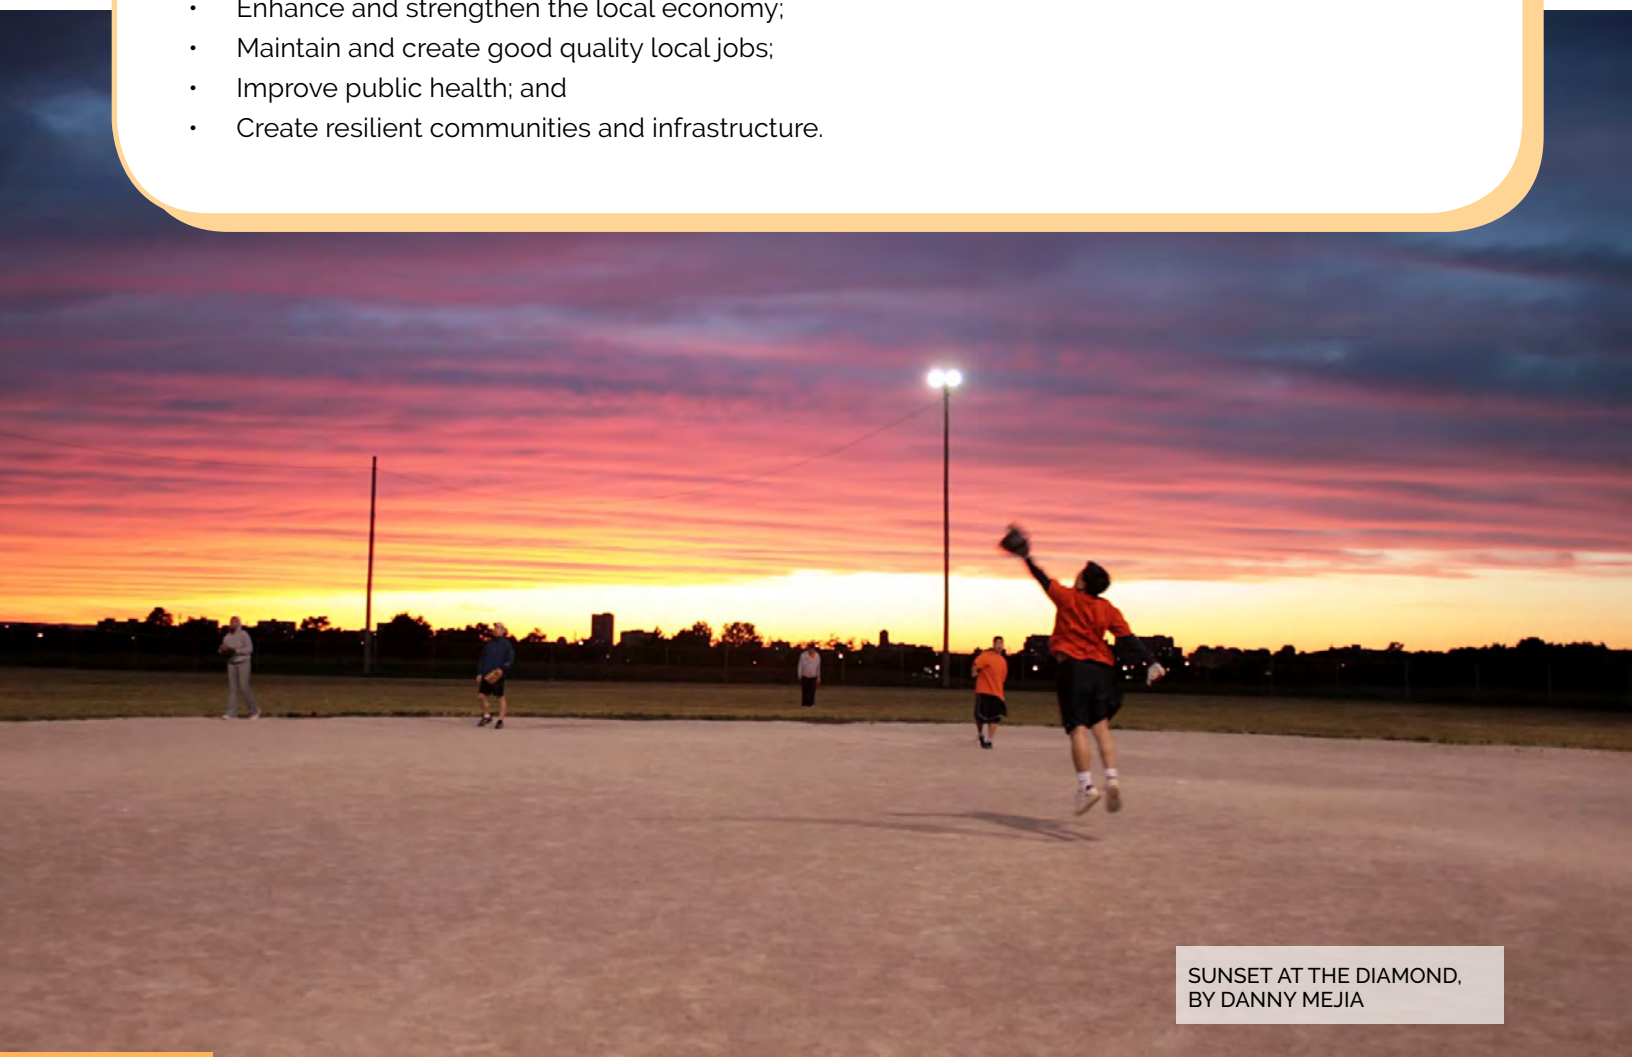 • Enhance and strengthen the local economy;
• Maintain and create good quality local jobs;
• Improve public health; and
• Create resilient communities and infrastructure.
SUNSET AT THE DIAMOND,
BY DANNY MEJIA